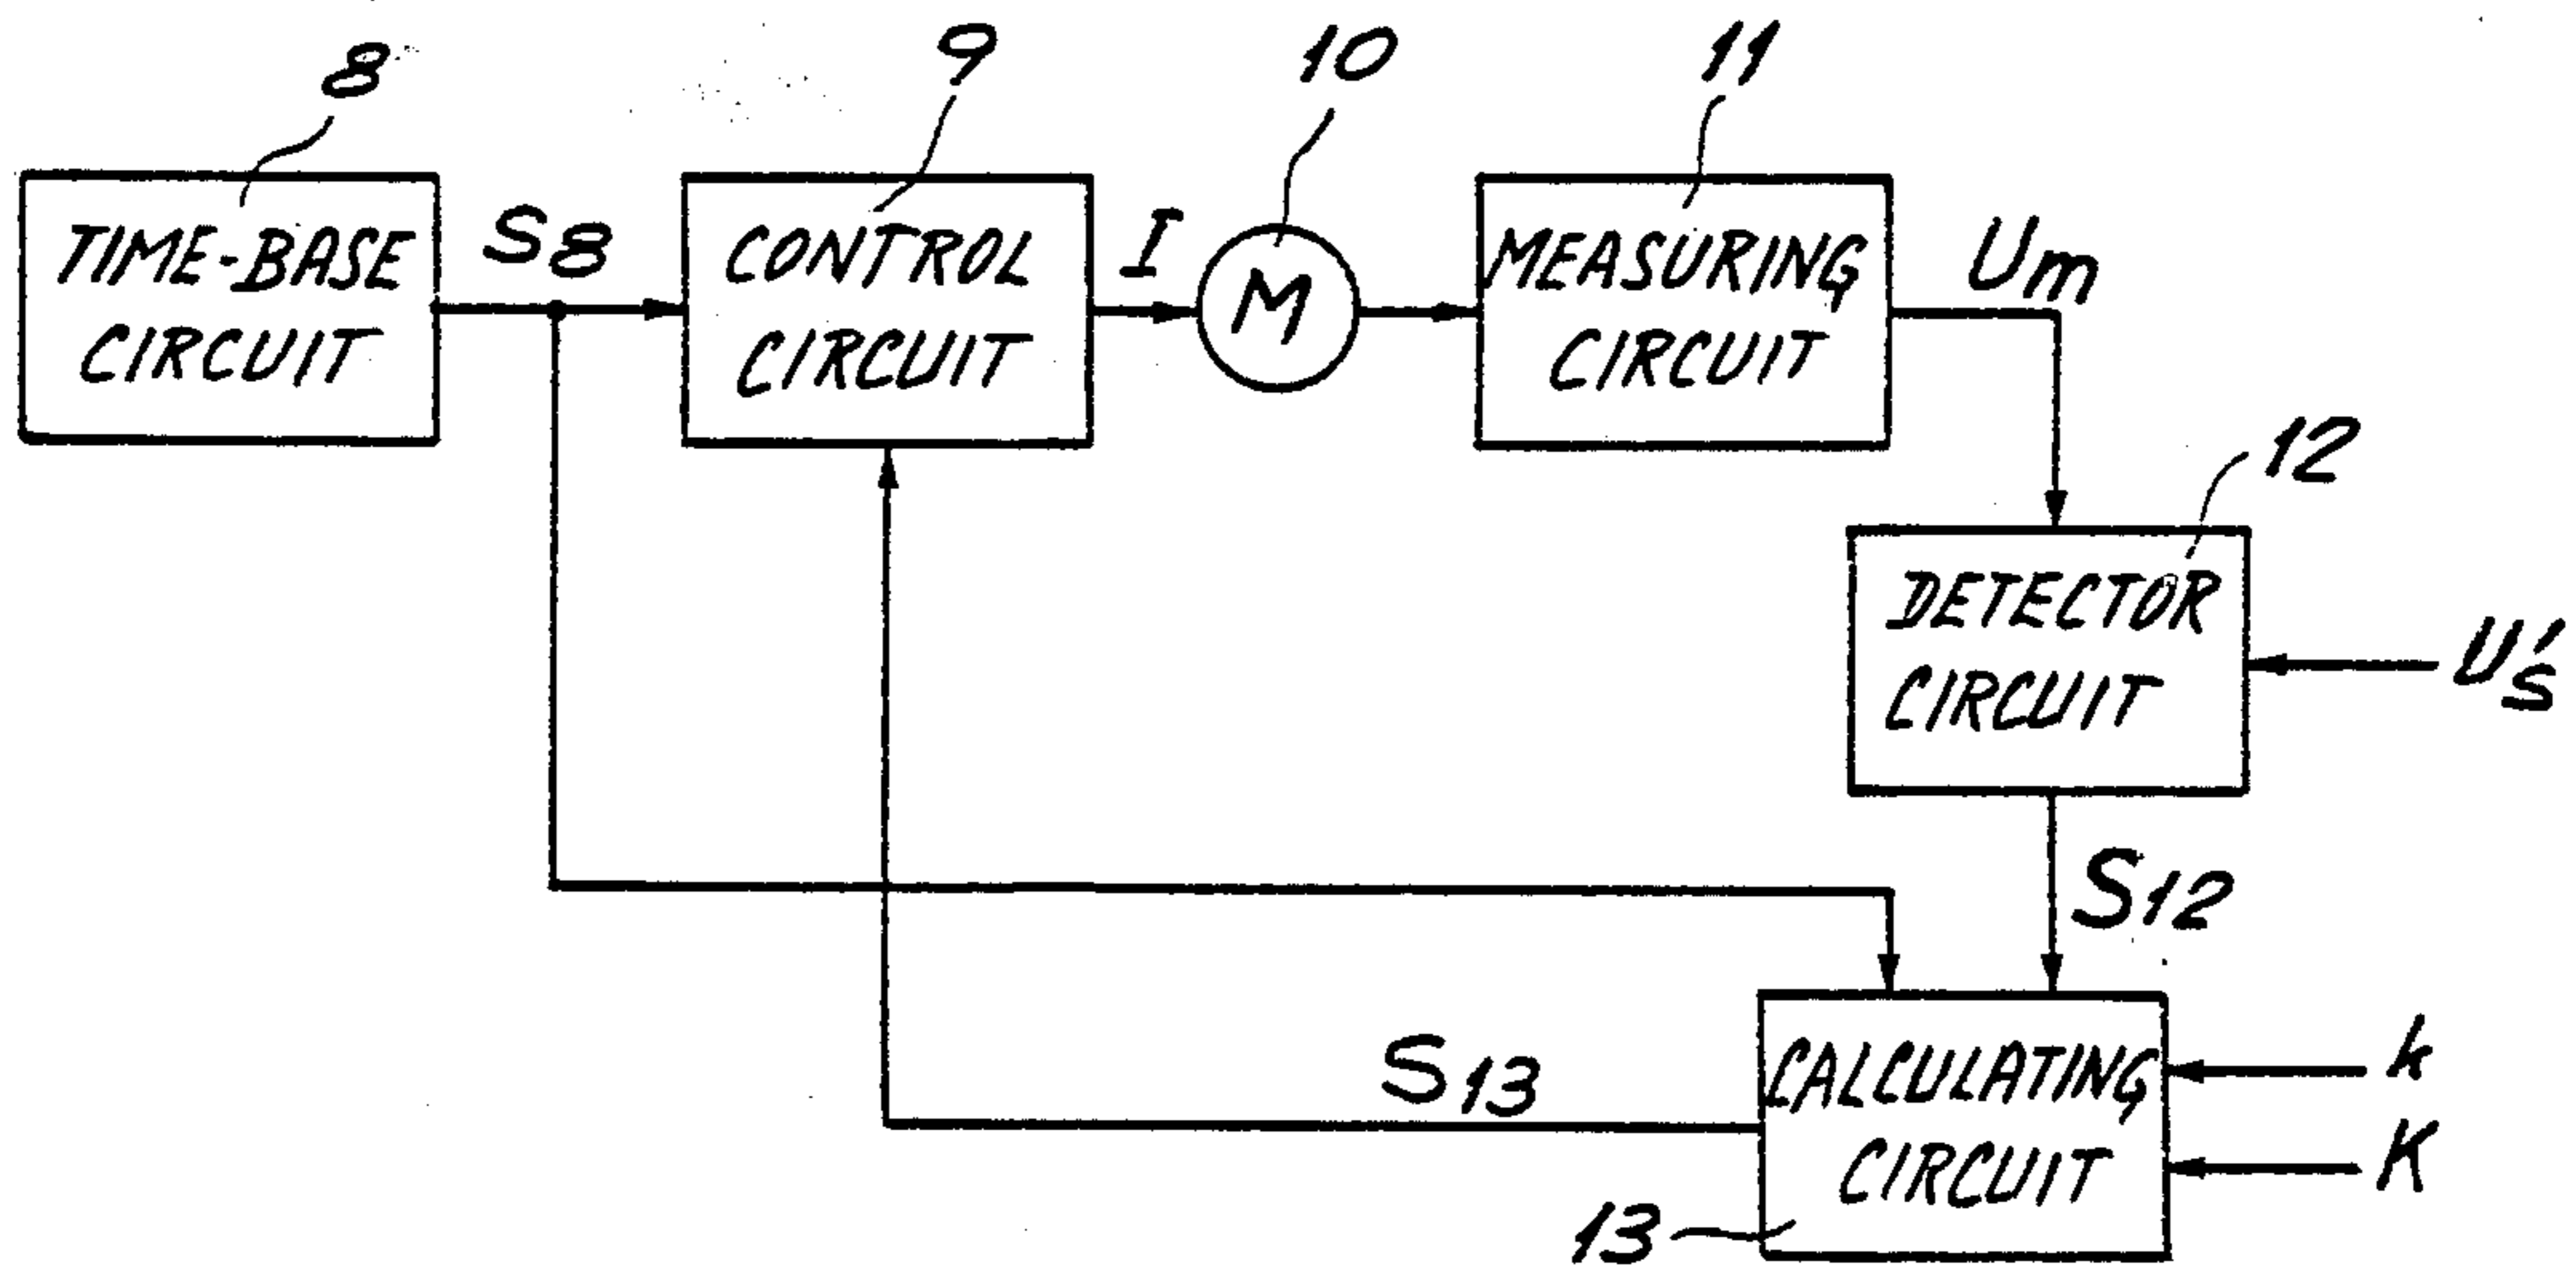 8
9
10
11
TIME-BASE
CIRCUIT
S8
CONTROL
CIRCUIT
I
M
MEASURING
CIRCUIT
Um
12
DETECTOR
CIRCUIT
U's
S12
S13
CALCULATING
CIRCUIT
k
K
13